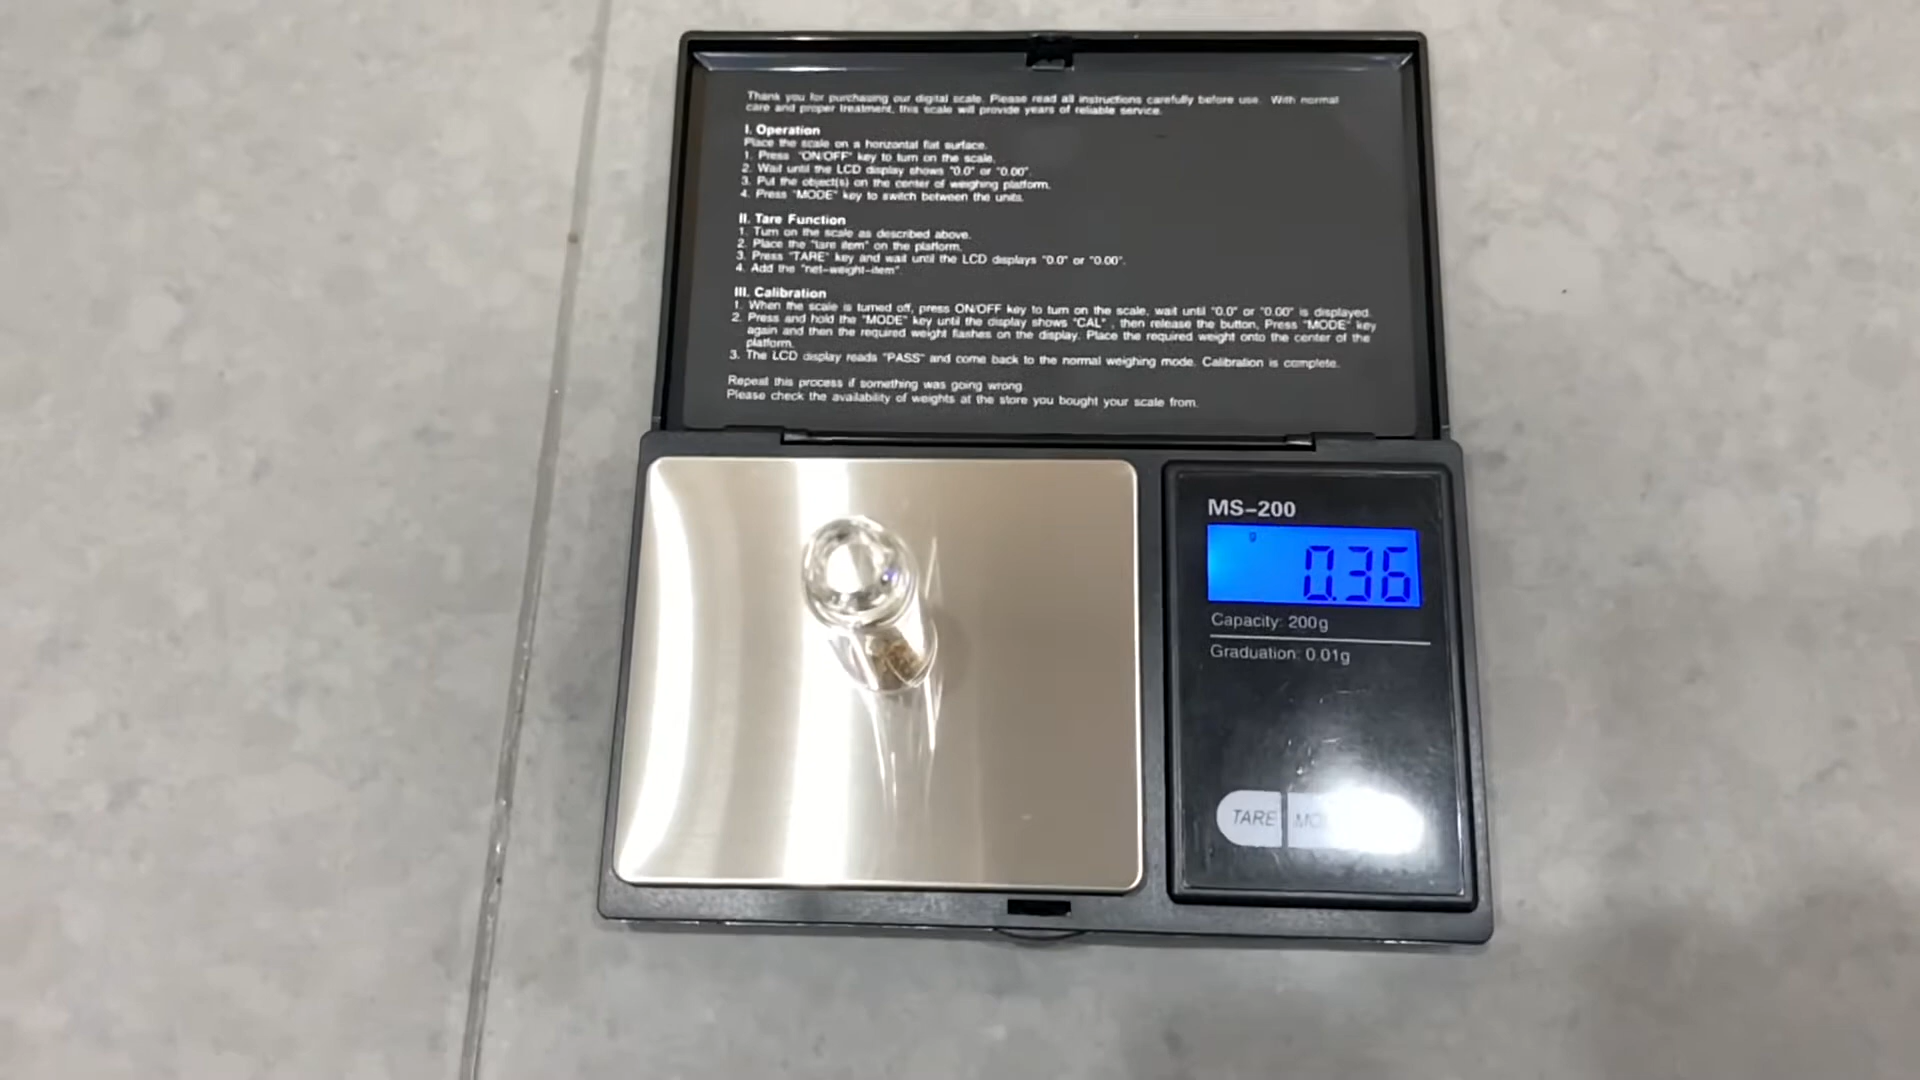 Thank you for purchasing our digital scale. Please read all instructions carefully before use. With normal
care and proper treatment, this scale will provide years of reliable service.
I. Operation
Place the scale on a horizontal flat surface.
1. Press "ON/OFF" key to turn on the scale.
2. Wait until the LCD display shows "0.0" or "0.00".
3. Put the object(s) on the center of weighing platform.
4. Press "MODE" key to switch between the units.
II. Tare Function
1. Turn on the scale as described above.
2. Place the "tare item" on the platform.
3. Press "TARE" key and wait until the LCD displays "0.0" or "0.00".
4. Add the "net-weight-item".
III. Calibration
1. When the scale is turned off, press ON/OFF key to turn on the scale, wait until "0.0" or "0.00" is displayed.
2. Press and hold the "MODE" key until the display shows "CAL" , then release the button, Press "MODE" key
again and then the required weight flashes on the display. Place the required weight onto the center of the
platform.
3. The LCD display reads "PASS" and come back to the normal weighing mode. Calibration is complete.
Repeat this process if something was going wrong
Please check the availability of weights at the store you bought your scale from.
MS-200
g
0.36
Capacity: 200g
Graduation: 0.01g
TARE